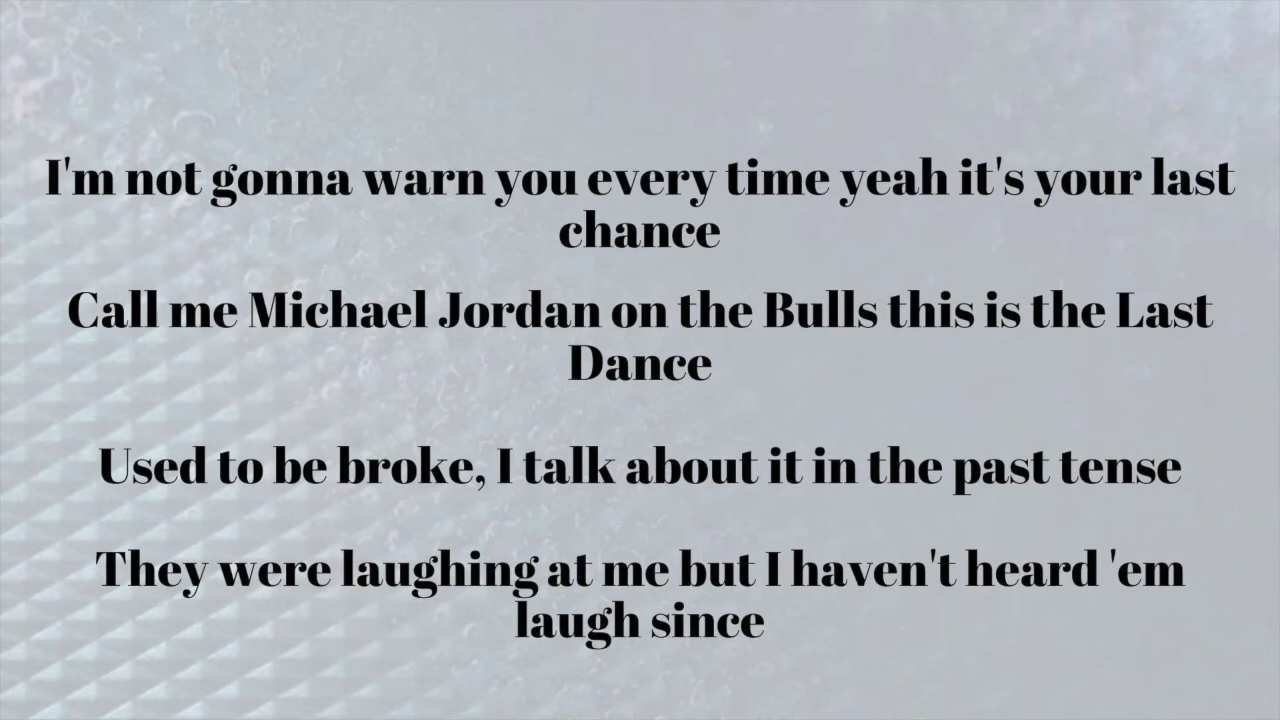 I'm not gonna warn you every time yeah it's your last
chance
Call me Michael Jordan on the Bulls this is the Last
Dance
Used to be broke, I talk about it in the past tense
They were laughing at me but I haven't heard 'em
laugh since